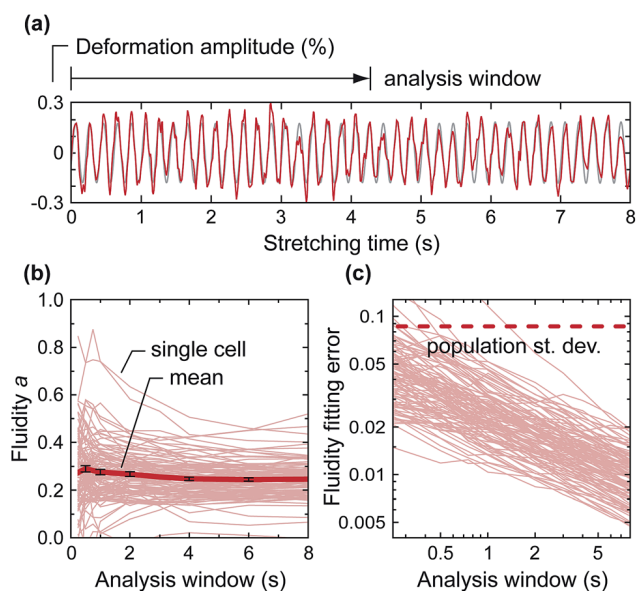 (a)
Deformation amplitude (%)
analysis window
0.3
0
-0.3
0 1 2 3 4 5 6 7 8
Stretching time (s)
(b)
1.0
0.8
0.6
0.4
0.2
0.0
Fluidity a
single cell
mean
0 2 4 6 8
Analysis window (s)
(c)
0.1
0.05
0.02
0.01
0.005
Fluidity fitting error
population st. dev.
0.5 1 2 5
Analysis window (s)